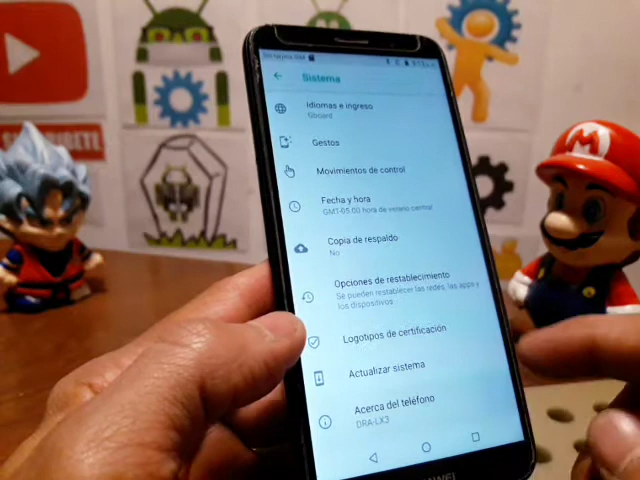 Sistema
Idiomas e ingreso
Gboard
Gestos
Movimientos de control
Fecha y hora
GMT-05:00 hora de verano central
Copia de respaldo
No
Opciones de restablecimiento
Se pueden restablecer las redes, las apps y
los dispositivos
Logotipos de certificación
Actualizar sistema
Acerca del teléfono
DRA-LX3
HUAWEI
M